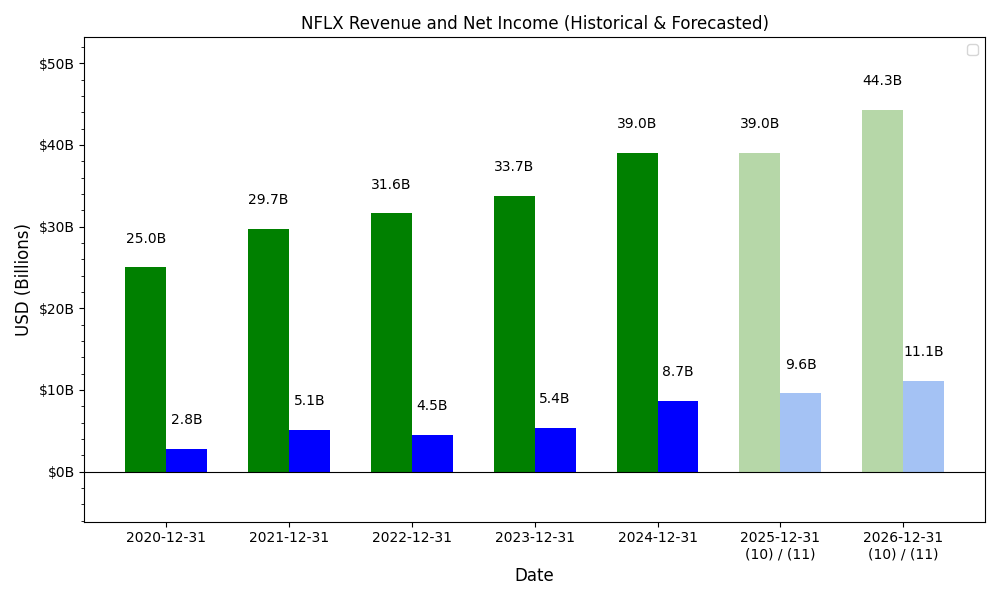 NFLX Revenue and Net Income (Historical & Forecasted)
$50B
$40B
$30B
$20B
$10B
$0B
USD (Billions)
25.0B
2.8B
29.7B
5.1B
31.6B
4.5B
33.7B
5.4B
39.0B
8.7B
39.0B
9.6B
44.3B
11.1B
2020-12-31
2021-12-31
2022-12-31
2023-12-31
2024-12-31
2025-12-31
(10) / (11)
2026-12-31
(10) / (11)
Date